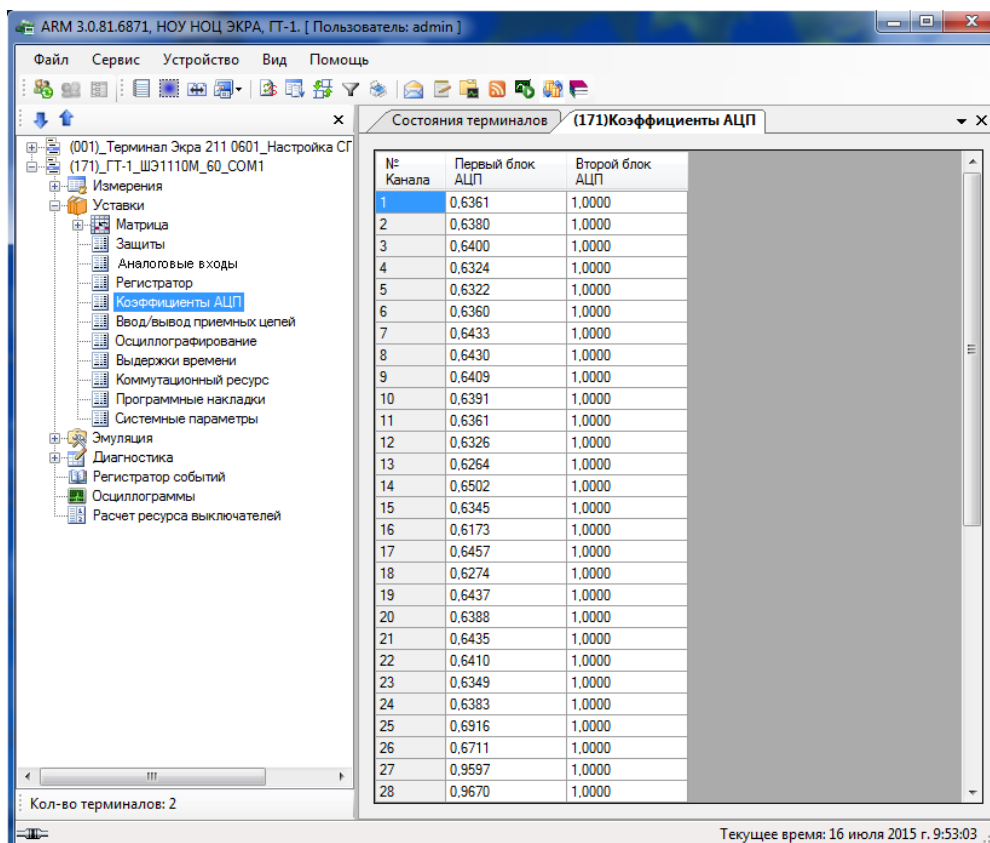 ARM 3.0.81.6871, НОУ НОЦ ЭКРА, ГТ-1. [ Пользователь: admin ]
Файл Сервис Устройство Вид Помощь
Состояния терминалов (171)Коэффициенты АЦП
(001)_Терминал Экра 211 0601_Настройка СГ
(171)_ГТ-1_ШЭ1110М_60_COM1
Измерения
Уставки
Матрица
Защиты
Аналоговые входы
Регистратор
Коэффициенты АЦП
Ввод/вывод приемных цепей
Осциллографирование
Выдержки времени
Коммутационный ресурс
Программные накладки
Системные параметры
Эмуляция
Диагностика
Регистратор событий
Осциллограммы
Расчет ресурса выключателей
Кол-во терминалов: 2
№ Канала Первый блок АЦП Второй блок АЦП
1 0,6361 1,0000
2 0,6380 1,0000
3 0,6400 1,0000
4 0,6324 1,0000
5 0,6322 1,0000
6 0,6360 1,0000
7 0,6433 1,0000
8 0,6430 1,0000
9 0,6409 1,0000
10 0,6391 1,0000
11 0,6361 1,0000
12 0,6326 1,0000
13 0,6264 1,0000
14 0,6502 1,0000
15 0,6345 1,0000
16 0,6173 1,0000
17 0,6457 1,0000
18 0,6274 1,0000
19 0,6437 1,0000
20 0,6388 1,0000
21 0,6435 1,0000
22 0,6410 1,0000
23 0,6349 1,0000
24 0,6383 1,0000
25 0,6916 1,0000
26 0,6711 1,0000
27 0,9597 1,0000
28 0,9670 1,0000
Текущее время: 16 июля 2015 г. 9:53:03